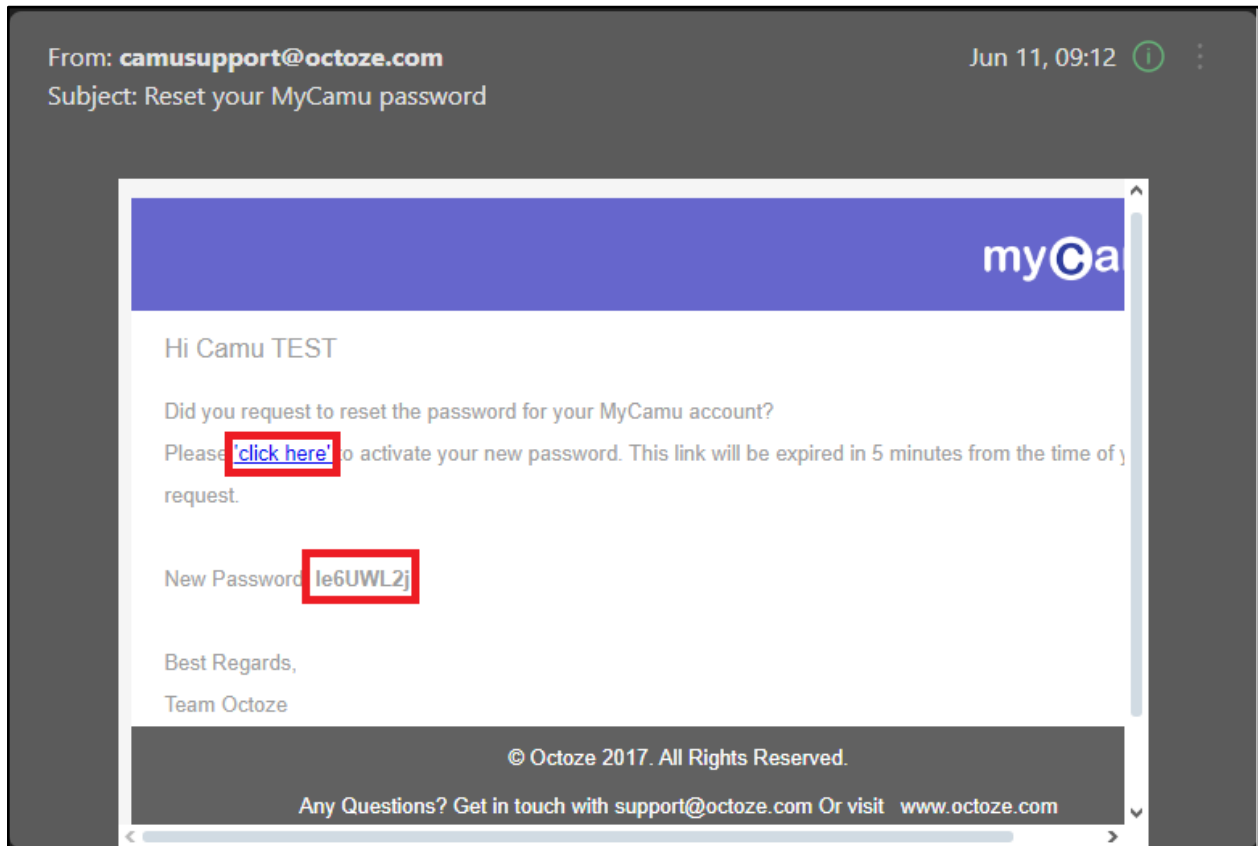 From: camusupport@octoze.com
Jun 11, 09:12
Subject: Reset your MyCamu password
Hi Camu TEST
Did you request to reset the password for your MyCamu account?
Please 'click here' to activate your new password. This link will be expired in 5 minutes from the time of
request.
New Password
Best Regards,
Team Octoze
© Octoze 2017. All Rights Reserved.
Any Questions? Get in touch with support@octoze.com Or visit www.octoze.com